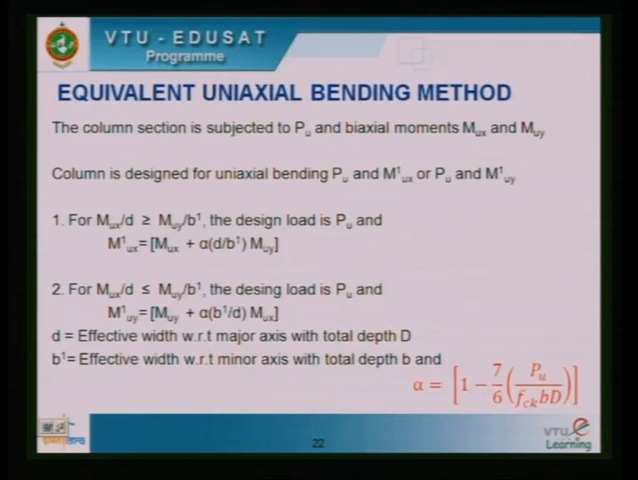 VTU - EDUSAT
Programme
EQUIVALENT UNIAXIAL BENDING METHOD
The column section is subjected to Pu and biaxial moments Mux and Muy
Column is designed for uniaxial bending Pu and M¹ux or Pu and M¹uy
1. For Mux/d ≥ Muy/b¹, the design load is Pu and
M¹ux=[Mux + α(d/b¹) Muy]
2. For Mux/d ≤ Muy/b¹, the desing load is Pu and
M¹uy=[Muy + α(b¹/d) Mux]
d = Effective width w.r.t major axis with total depth D
b¹= Effective width w.r.t minor axis with total depth b and
α = [1 − 7/6 (Pu/fckbD)]
22
VTU e
Learning